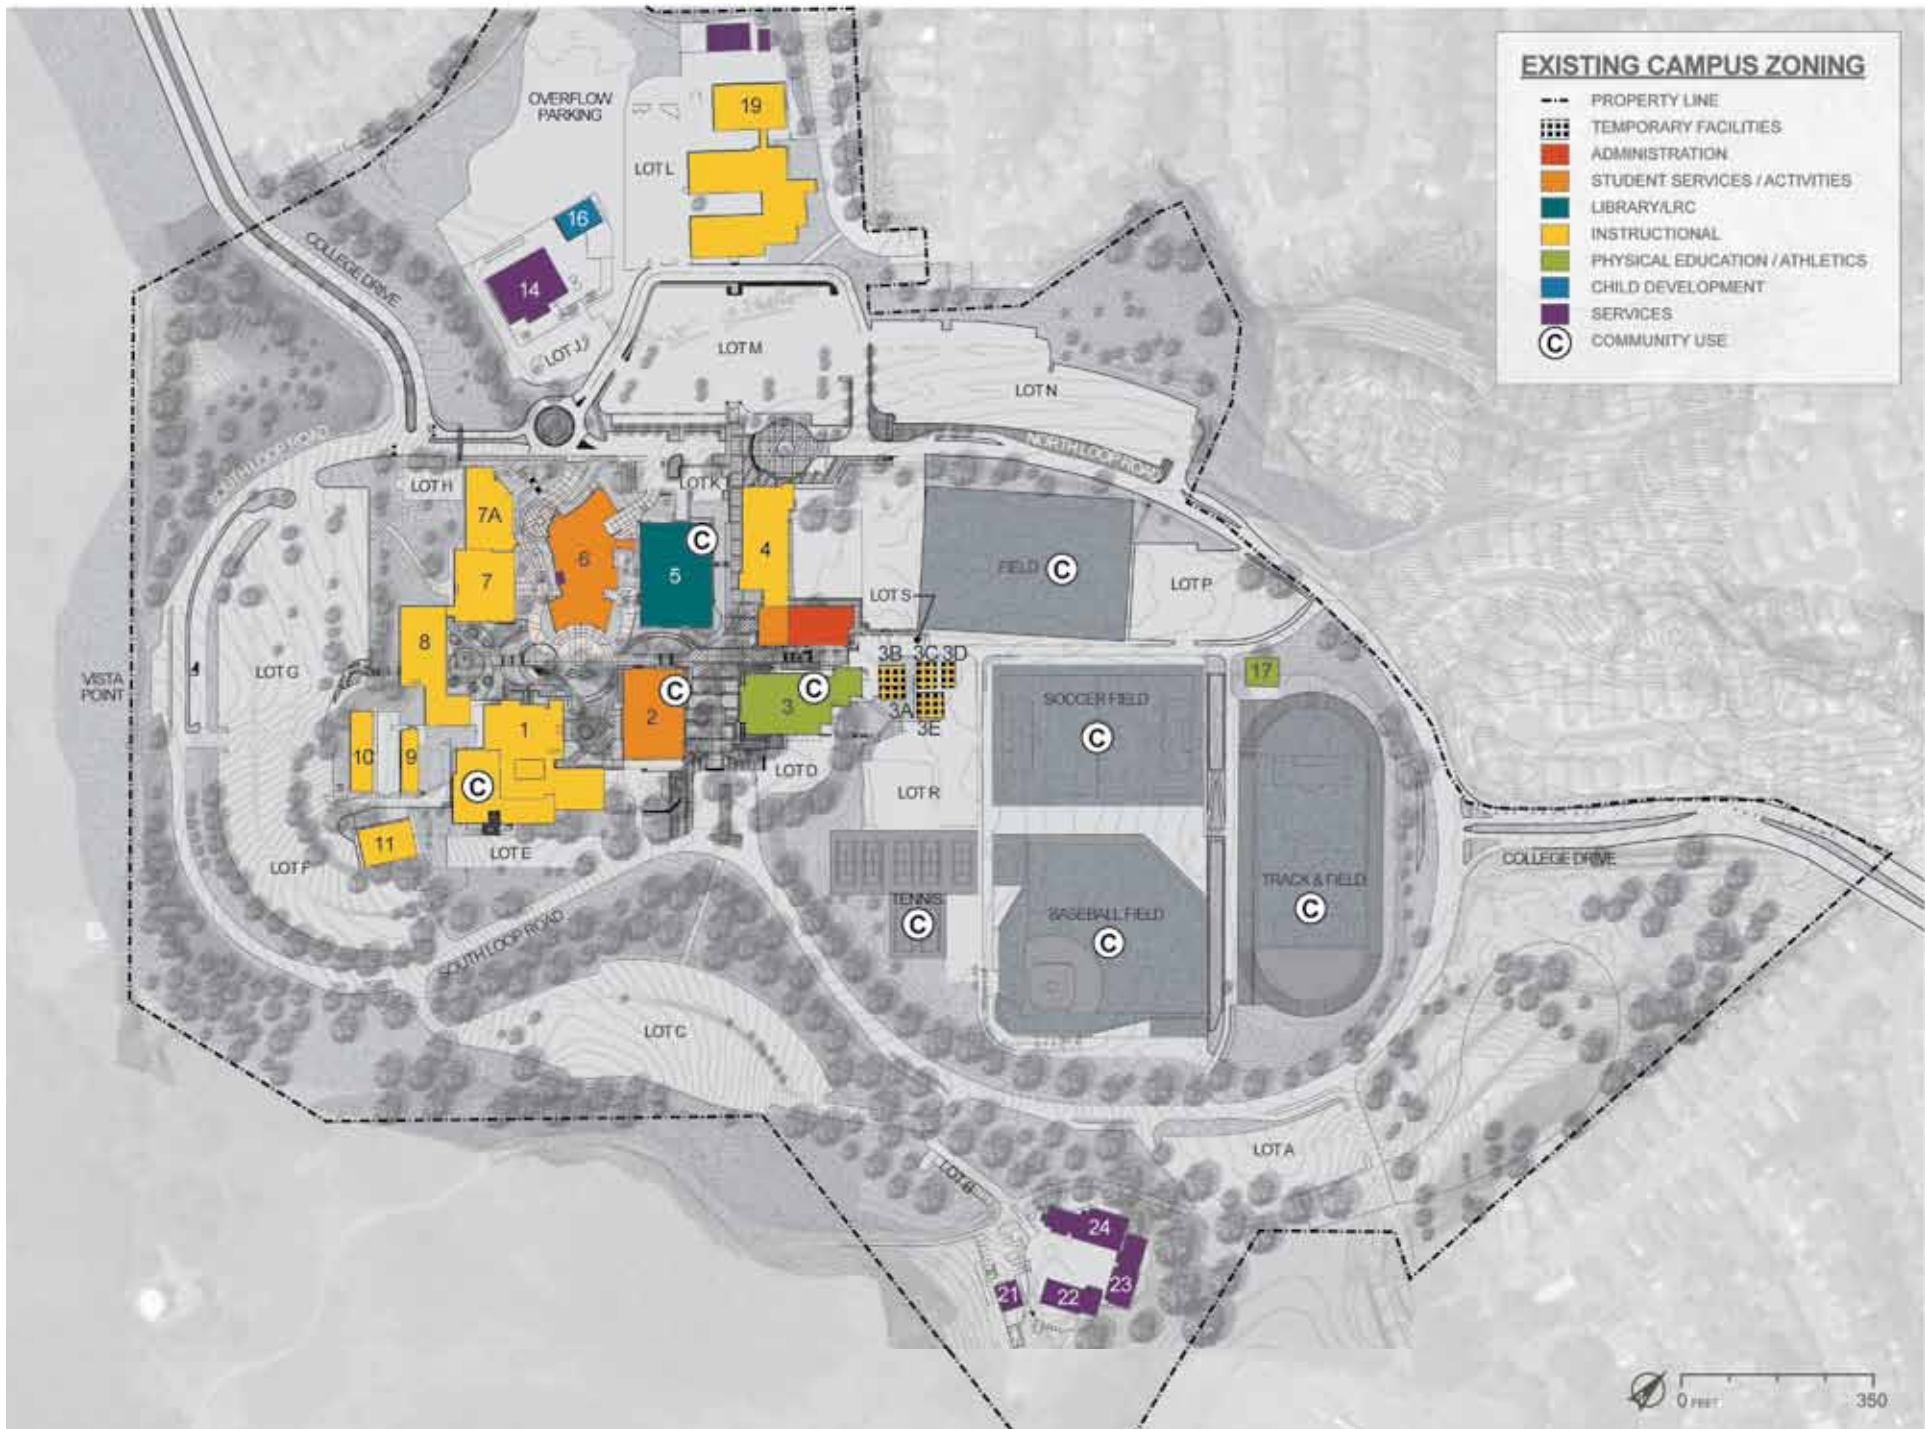 EXISTING CAMPUS ZONING
PROPERTY LINE
TEMPORARY FACILITIES
ADMINISTRATION
STUDENT SERVICES / ACTIVITIES
LIBRARY/LRC
INSTRUCTIONAL
PHYSICAL EDUCATION / ATHLETICS
CHILD DEVELOPMENT
SERVICES
C COMMUNITY USE
OVERFLOW
PARKING
19
LOT L
16
14
COLLEGE DRIVE
LOT J
LOT M
LOT N
NORTH LOOP ROAD
SOUTH LOOP ROAD
LOT H
LOT K
7A
6
C
5
4
7
FIELD C
LOT P
LOT S
8
3B
3C
3D
3A
3E
17
LOT G
VISTA
POINT
C
2
C
3
SOCCER FIELD
C
1
10
9
C
LOT D
LOT R
11
LOT E
LOT F
COLLEGE DRIVE
TRACK & FIELD
C
TENNIS
C
BASEBALL FIELD
C
SOUTH LOOP ROAD
LOT C
LOT A
LOT B
24
23
22
21
0 FEET
350